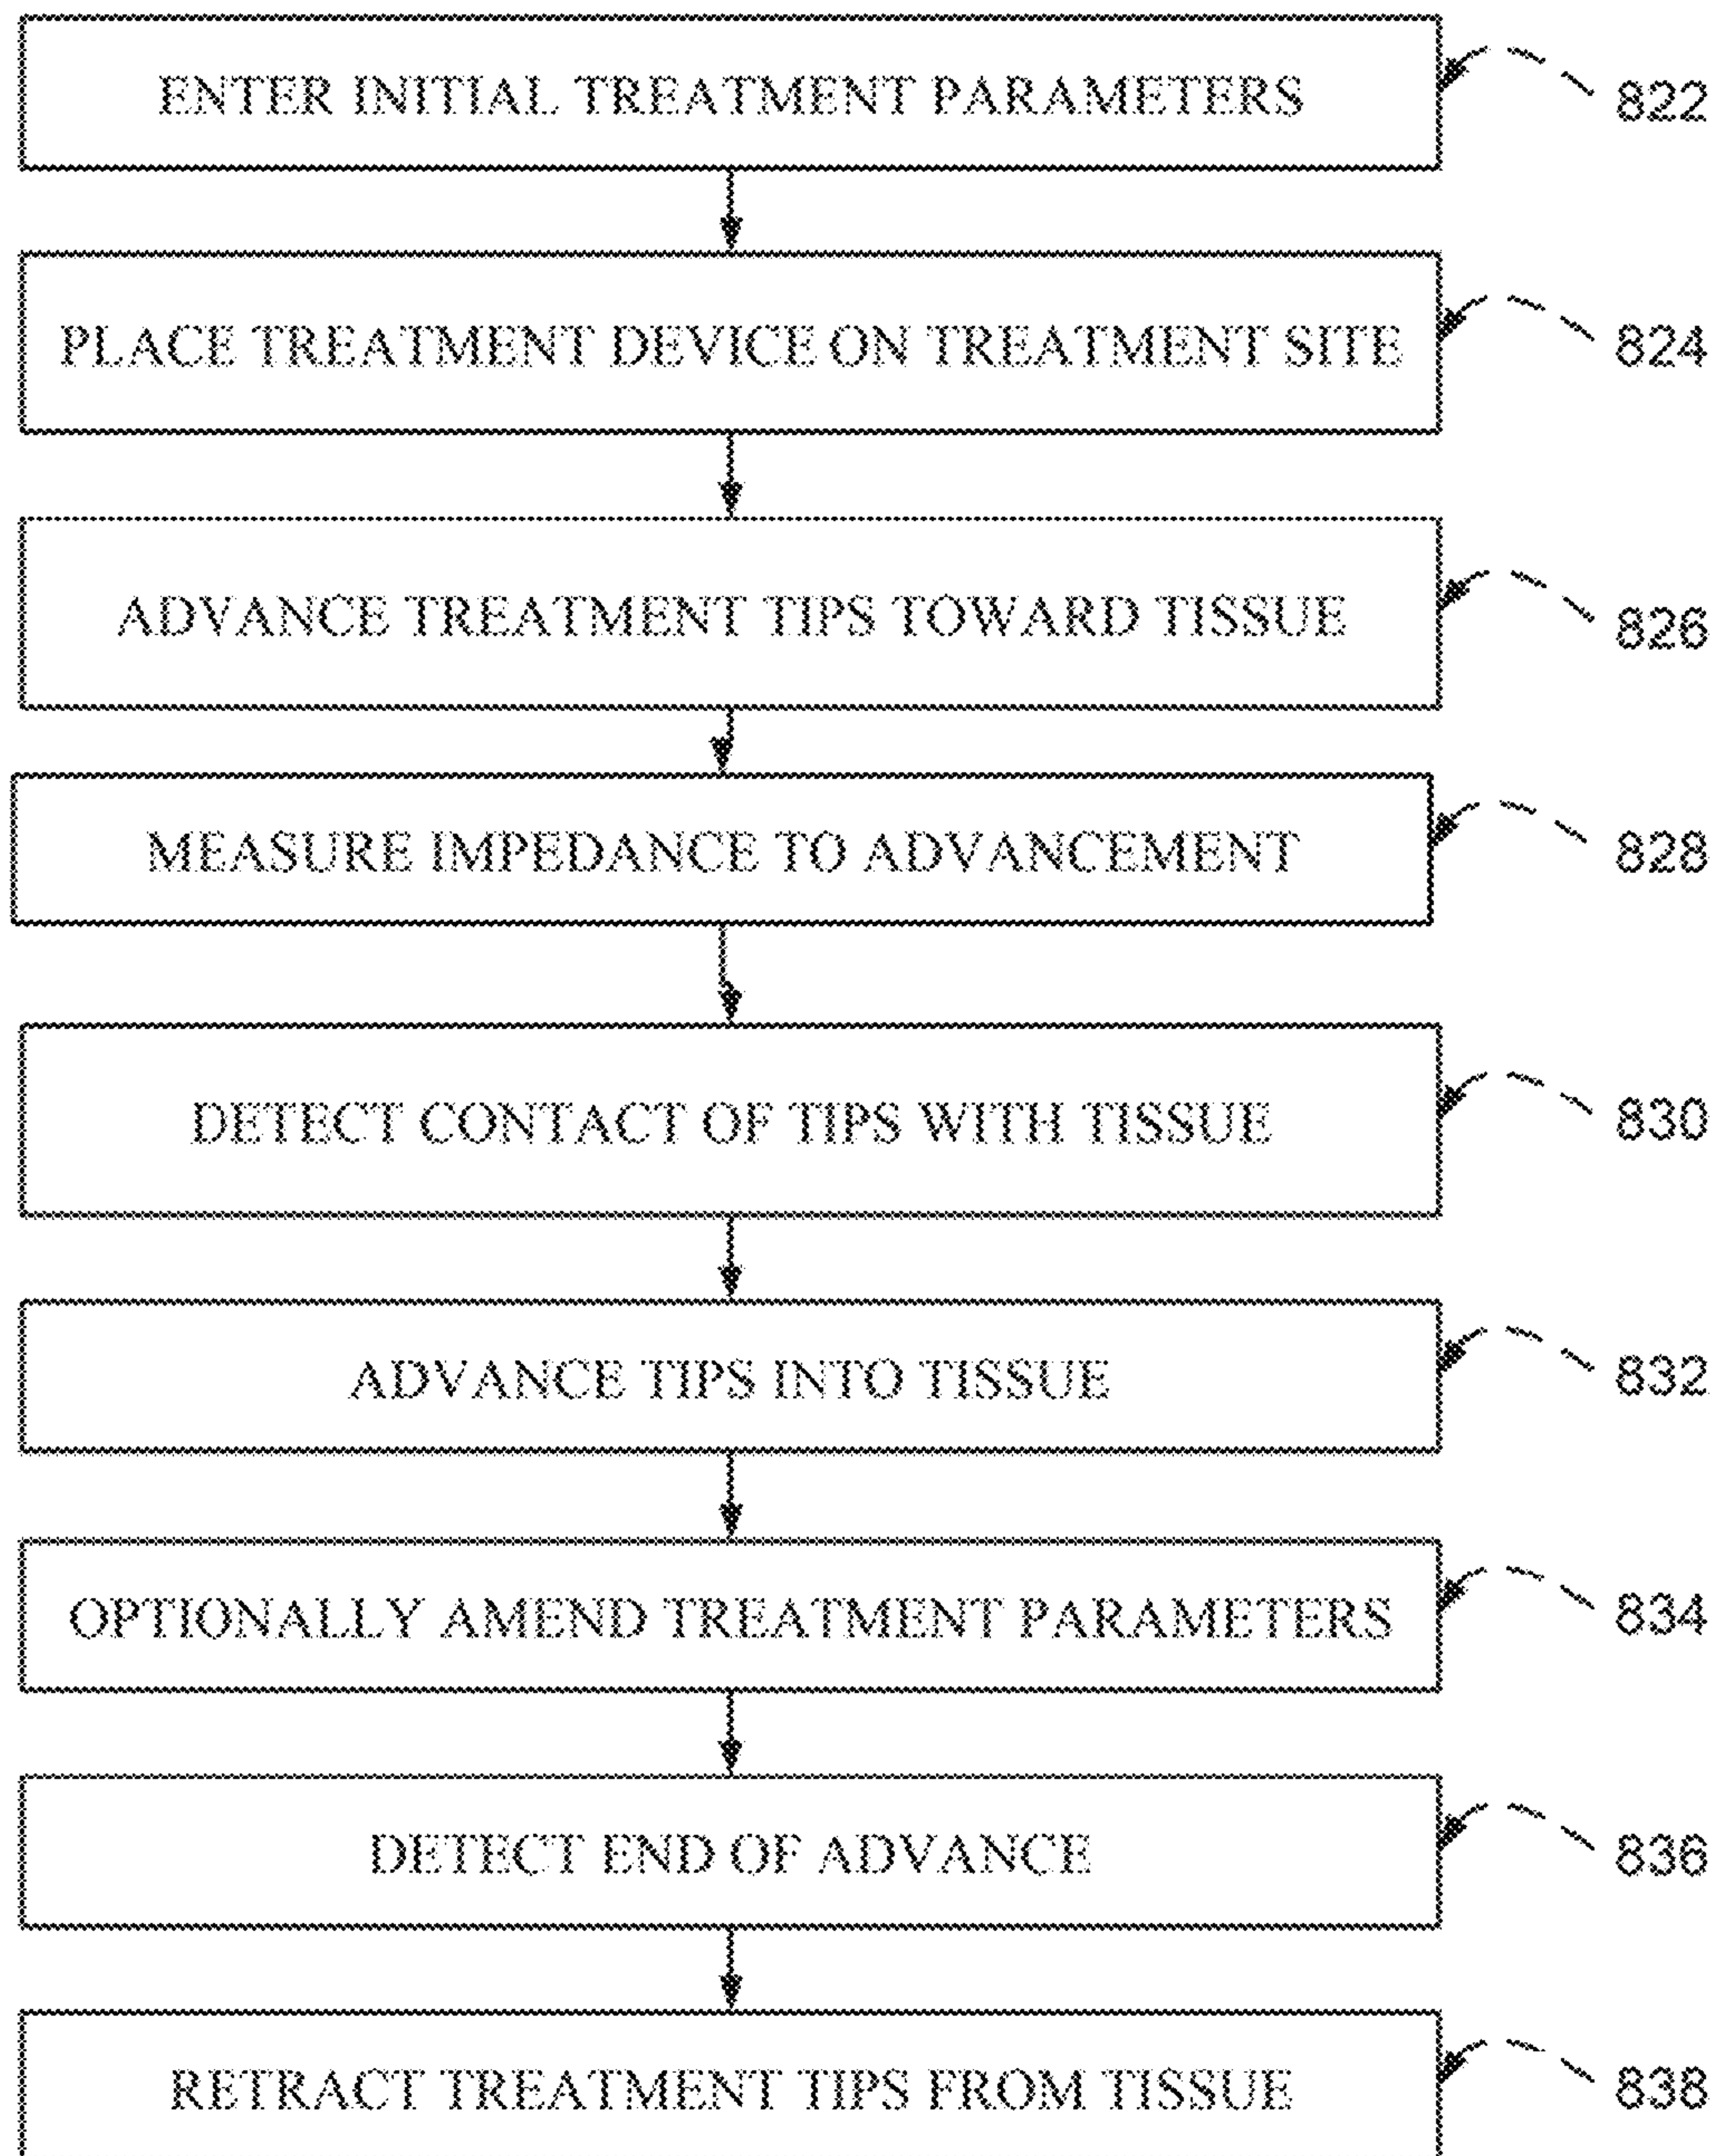 ENTER INITIAL TREATMENT PARAMETERS
822
PLACE TREATMENT DEVICE ON TREATMENT SITE
824
ADVANCE TREATMENT TIPS TOWARD TISSUE
826
MEASURE IMPEDANCE TO ADVANCEMENT
828
DETECT CONTACT OF TIPS WITH TISSUE
830
ADVANCE TIPS INTO TISSUE
832
OPTIONALLY AMEND TREATMENT PARAMETERS
834
DETECT END OF ADVANCE
836
RETRACT TREATMENT TIPS FROM TISSUE
838